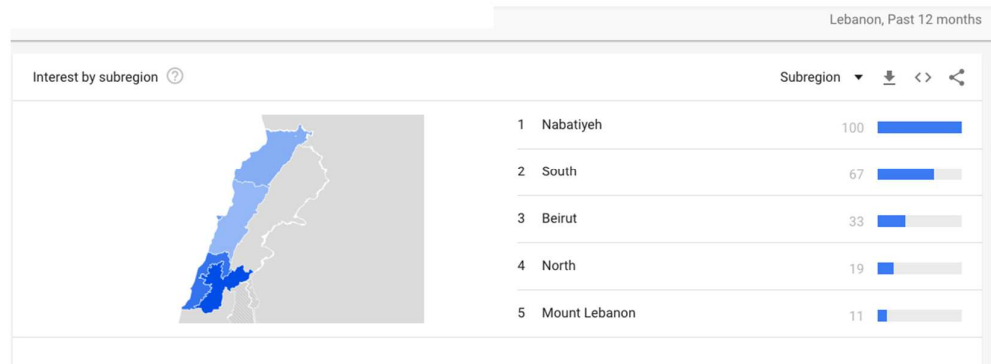 Lebanon, Past 12 months
Interest by subregion ?
Subregion
1 Nabatiyeh 100
2 South 67
3 Beirut 33
4 North 19
5 Mount Lebanon 11